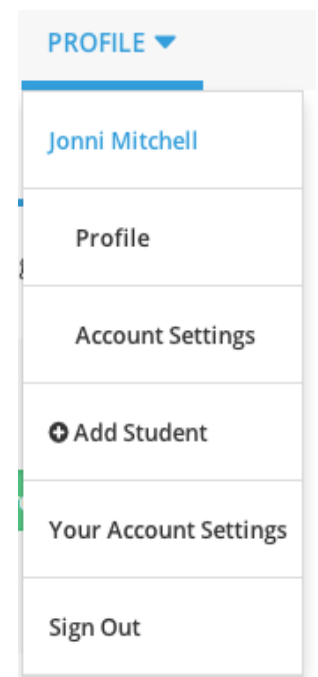 PROFILE
Jonni Mitchell
Profile
Account Settings
Add Student
Your Account Settings
Sign Out